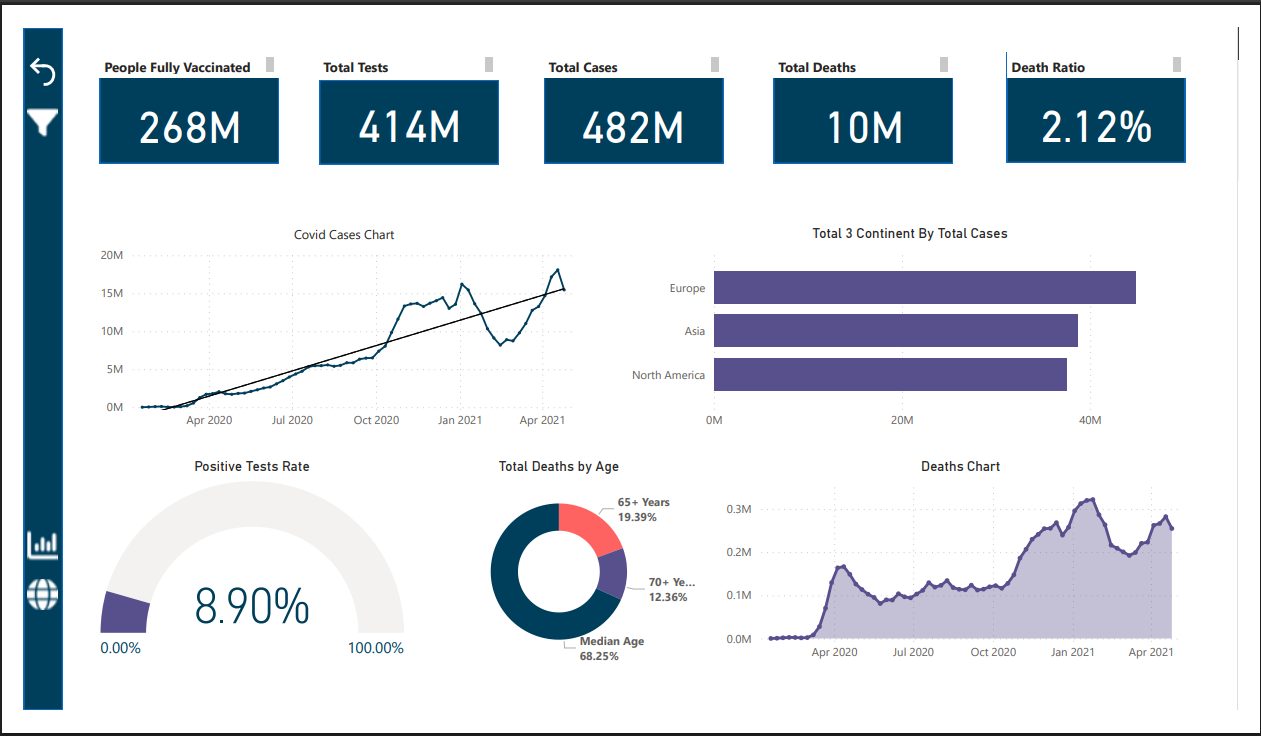 People Fully Vaccinated
268M
Total Tests
414M
Total Cases
482M
Total Deaths
10M
Death Ratio
2.12%
Covid Cases Chart
20M
15M
10M
5M
0M
Apr 2020 Jul 2020 Oct 2020 Jan 2021 Apr 2021
Total 3 Continent By Total Cases
Europe
Asia
North America
0M 20M 40M
Positive Tests Rate
8.90%
0.00% 100.00%
Total Deaths by Age
65+ Years
19.39%
70+ Ye...
12.36%
Median Age
68.25%
Deaths Chart
0.3M
0.2M
0.1M
0.0M
Apr 2020 Jul 2020 Oct 2020 Jan 2021 Apr 2021